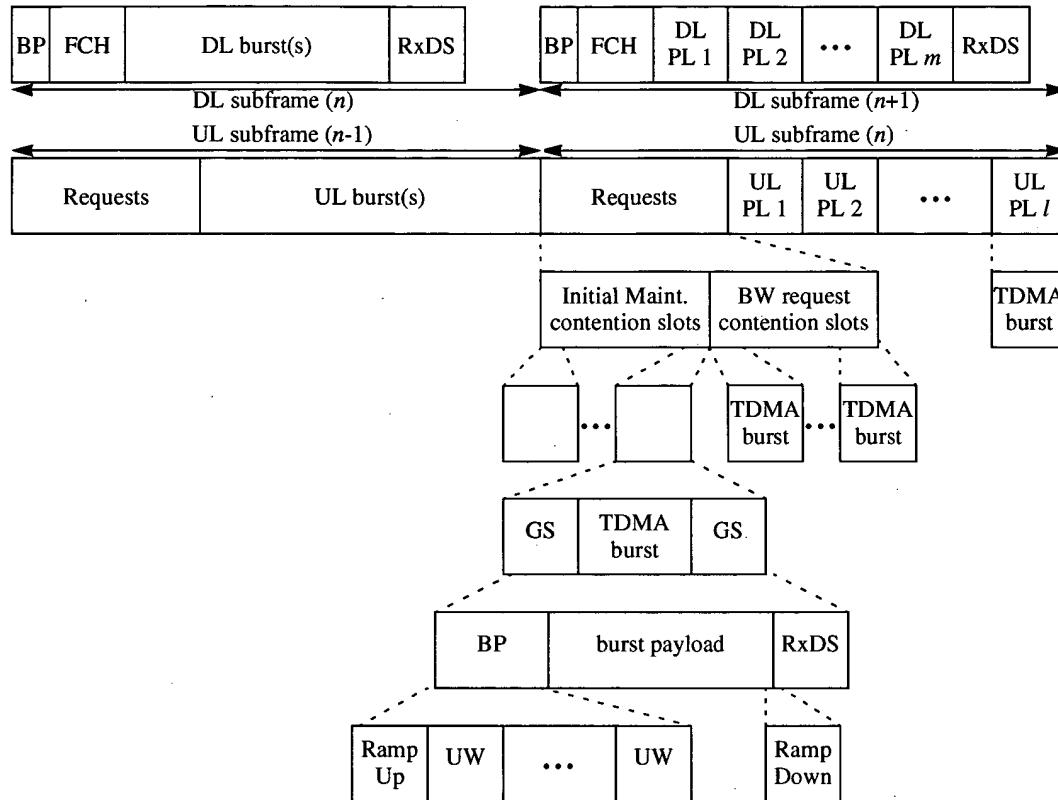 BP FCH DL burst(s) RxDS BP FCH DL PL 1 DL PL 2 ••• DL PL m RxDS
DL subframe (n) DL subframe (n+1)
UL subframe (n-1) UL subframe (n)
Requests UL burst(s) Requests UL PL 1 UL PL 2 ••• UL PL l
Initial Maint. contention slots BW request contention slots TDMA burst
••• TDMA burst ••• TDMA burst
GS TDMA burst GS
BP burst payload RxDS
Ramp Up UW ••• UW Ramp Down